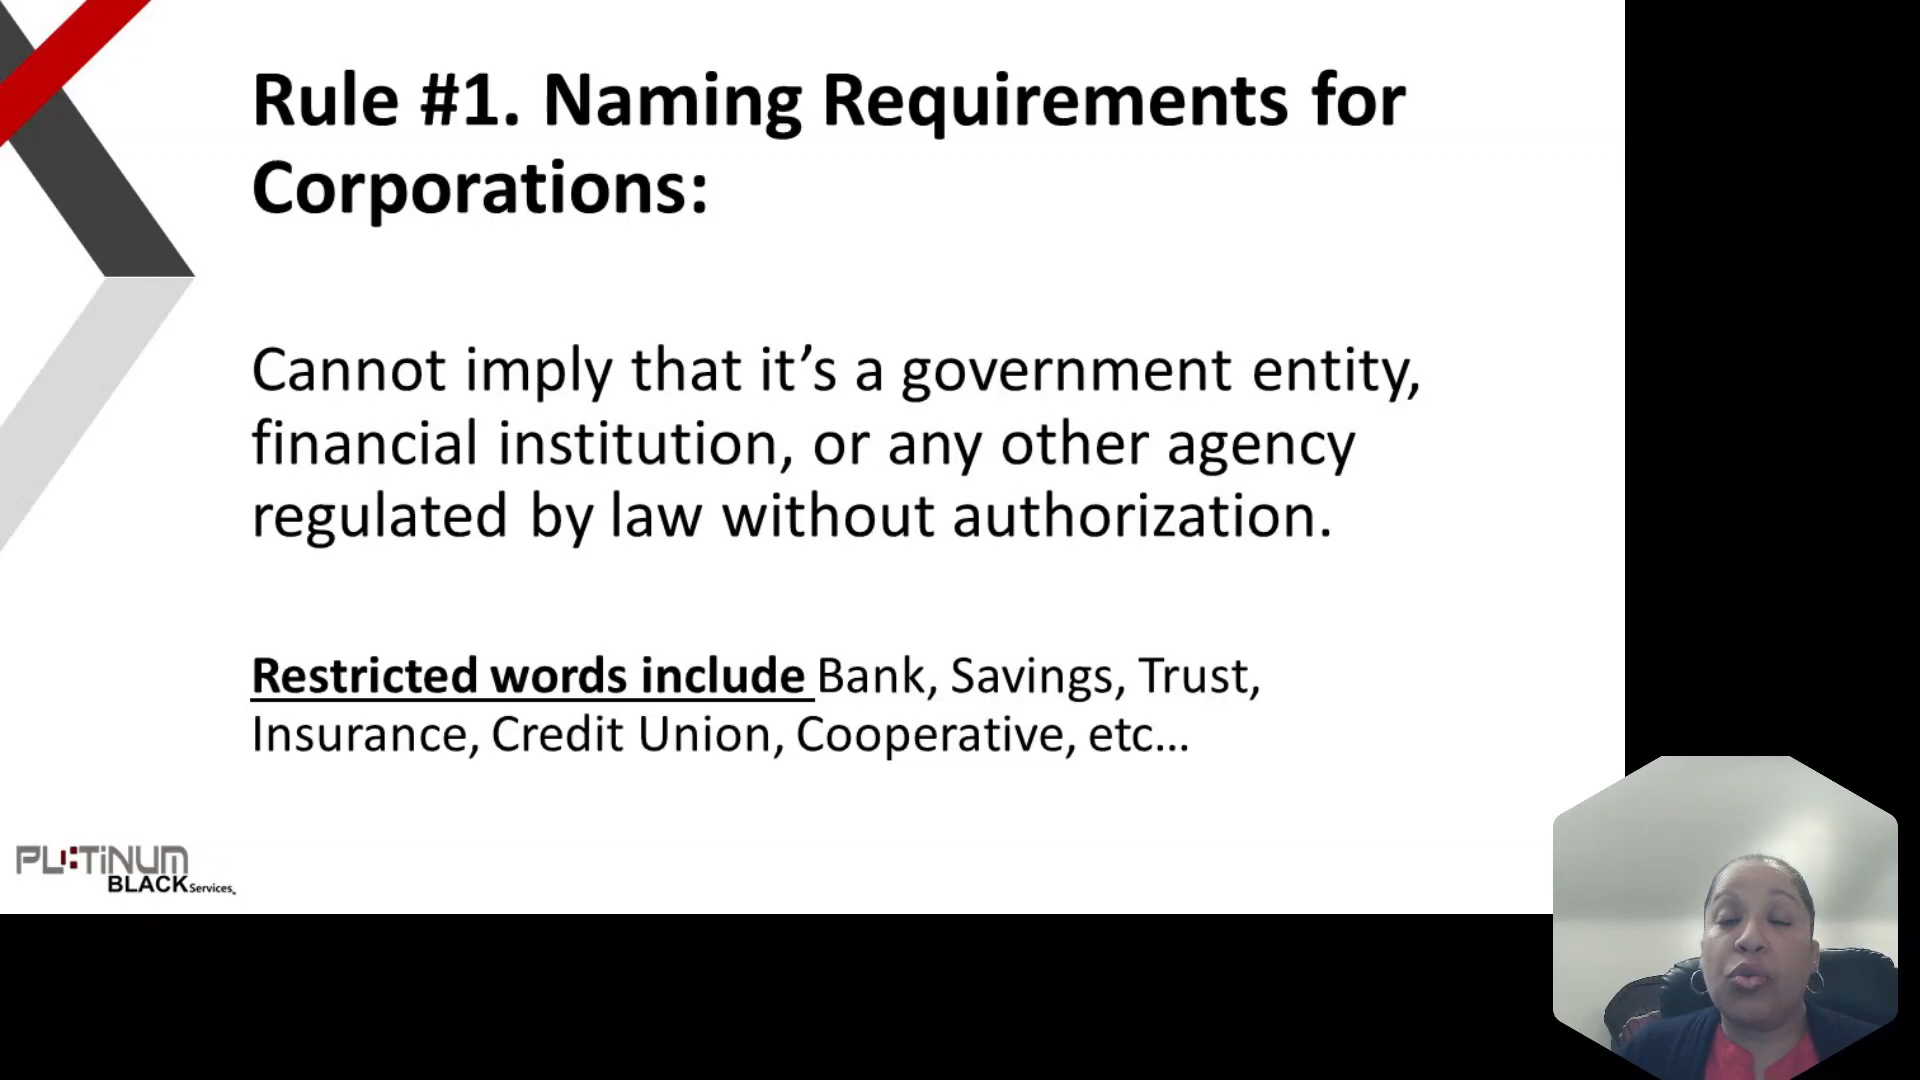 Rule #1. Naming Requirements for
Corporations:
Cannot imply that it’s a government entity,
financial institution, or any other agency
regulated by law without authorization.
Restricted words include Bank, Savings, Trust,
Insurance, Credit Union, Cooperative, etc…
PLATiNUM
BLACK Services